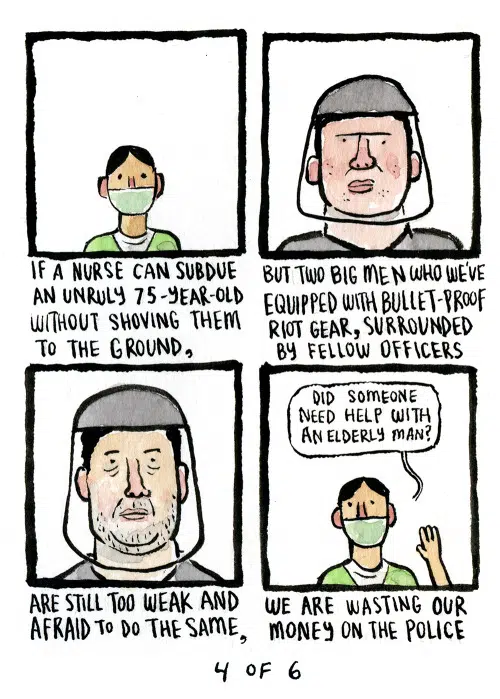 IF A NURSE CAN SUBDUE
AN UNRULY 75-YEAR-OLD
WITHOUT SHOVING THEM
TO THE GROUND,
BUT TWO BIG MEN WHO WE'VE
EQUIPPED WITH BULLET-PROOF
RIOT GEAR, SURROUNDED
BY FELLOW OFFICERS
ARE STILL TOO WEAK AND
AFRAID TO DO THE SAME,
DID SOMEONE
NEED HELP WITH
AN ELDERLY MAN?
WE ARE WASTING OUR
MONEY ON THE POLICE
4 OF 6